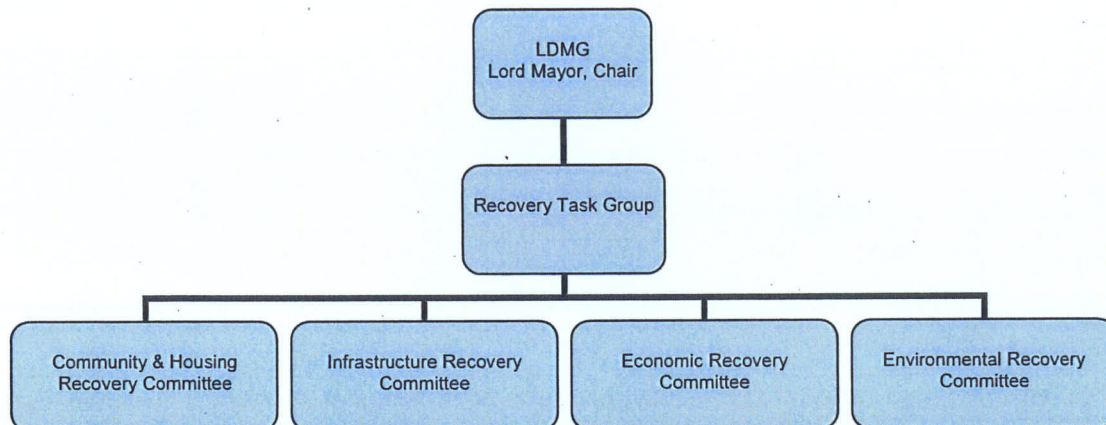 LDMG
Lord Mayor, Chair
Recovery Task Group
Community & Housing
Recovery Committee
Infrastructure Recovery
Committee
Economic Recovery
Committee
Environmental Recovery
Committee